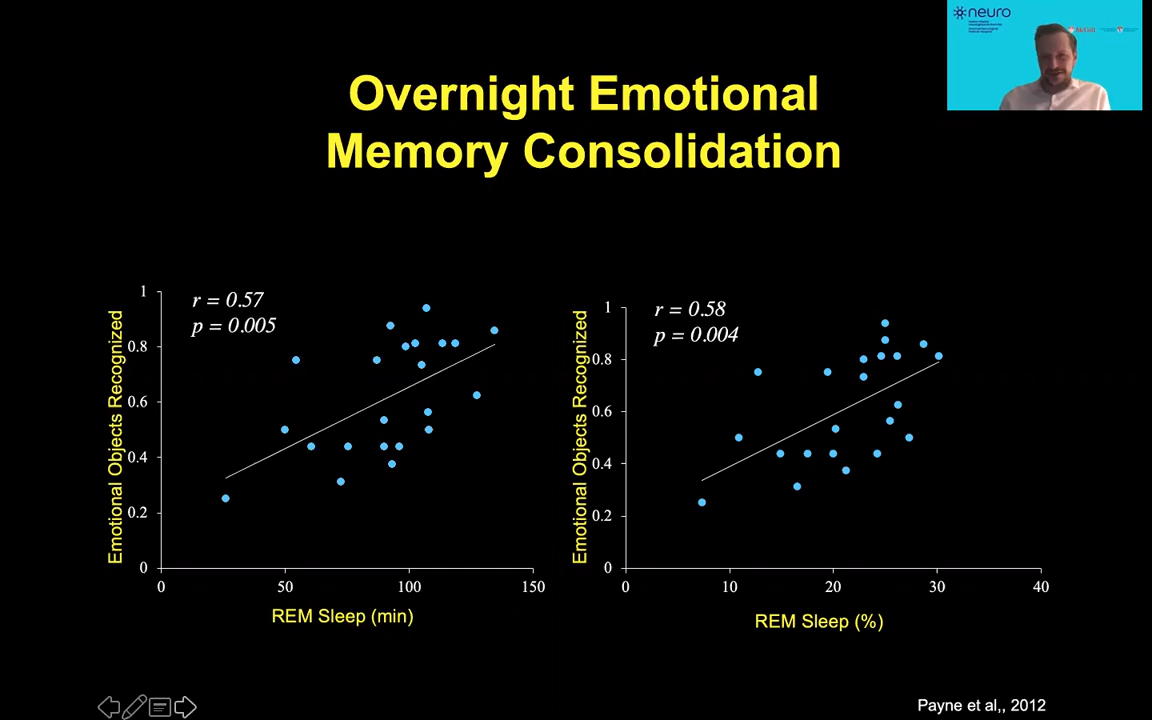 neuro
McGill
Overnight Emotional
Memory Consolidation
r = 0.57
p = 0.005
Emotional Objects Recognized
1
0.8
0.6
0.4
0.2
0
0
50
100
150
REM Sleep (min)
r = 0.58
p = 0.004
Emotional Objects Recognized
1
0.8
0.6
0.4
0.2
0
0
10
20
30
40
REM Sleep (%)
Payne et al,, 2012